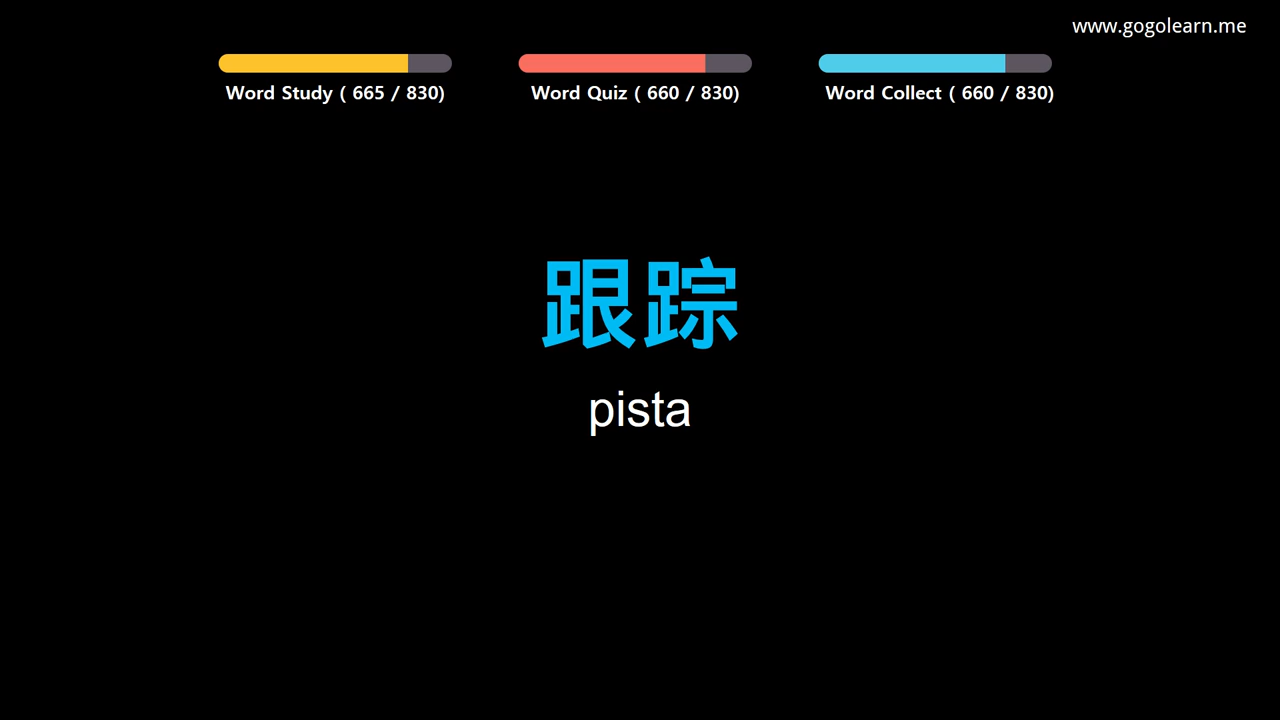 www.gogolearn.me
Word Study ( 665 / 830)
Word Quiz ( 660 / 830)
Word Collect ( 660 / 830)
跟踪
pista